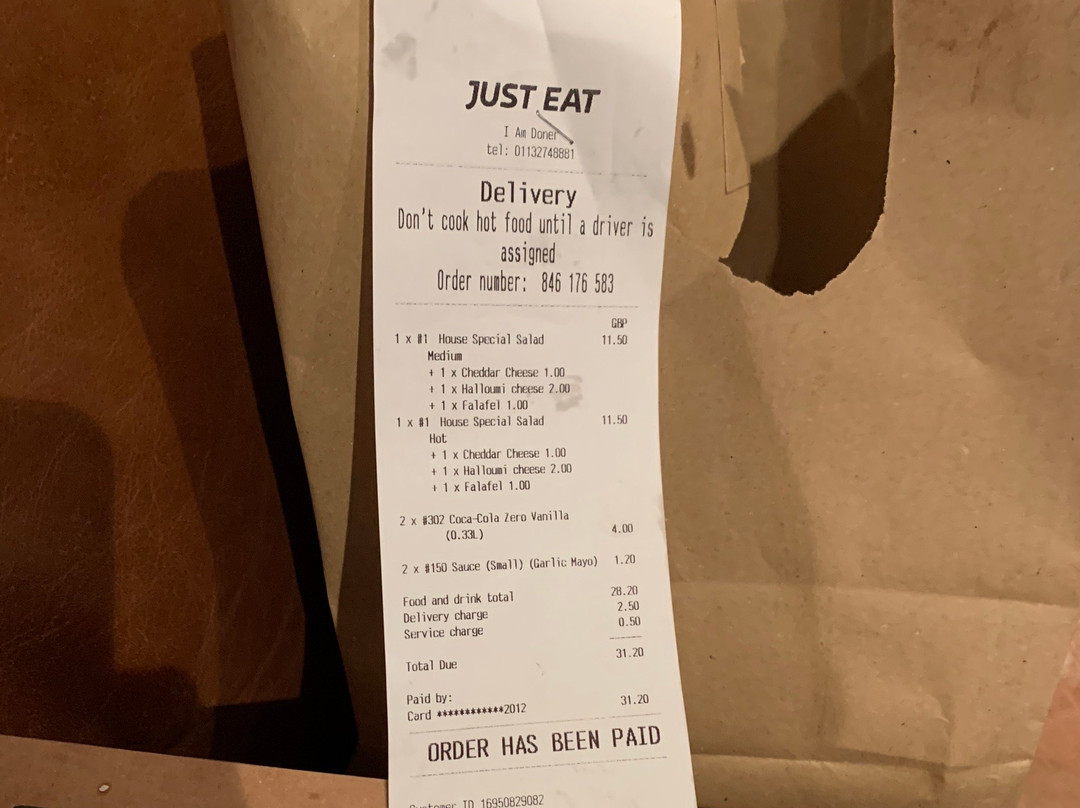 JUST EAT
I Am Doner
tel: 01132748881
Delivery
Don't cook hot food until a driver is
assigned
Order number: 846 176 583
GBP
1 x #1 House Special Salad 11.50
Medium
+ 1 x Cheddar Cheese 1.00
+ 1 x Halloumi cheese 2.00
+ 1 x Falafel 1.00
1 x #1 House Special Salad 11.50
Hot
+ 1 x Cheddar Cheese 1.00
+ 1 x Halloumi cheese 2.00
+ 1 x Falafel 1.00
2 x #302 Coca-Cola Zero Vanilla
(0.33L) 4.00
2 x #150 Sauce (Small) (Garlic Mayo) 1.20
Food and drink total 28.20
Delivery charge 2.50
Service charge 0.50
Total Due 31.20
Paid by:
Card ************2012 31.20
ORDER HAS BEEN PAID
Customer ID 16950829082